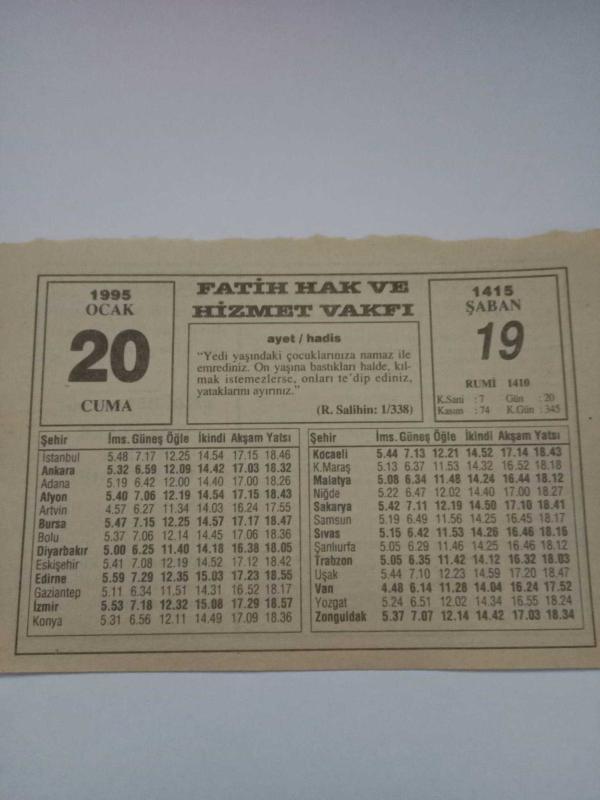 1995
OCAK
20
CUMA
FATİH HAK VE
HİZMET VAKFI
ayet / hadis
“Yedi yaşındaki çocuklarınıza namaz ile
emrediniz. On yaşına bastıkları halde, kıl-
mak istemezlerse, onları te’dip ediniz,
yataklarını ayırınız.”
(R. Salihin: 1/338)
1415
ŞABAN
19
RUMİ 1410
K.Sani : 7 Gün : 20
Kasım : 74 K.Gün : 345
Şehir İms. Güneş Öğle İkindi Akşam Yatsı
İstanbul 5.48 7.17 12.25 14.54 17.15 18.46
Ankara 5.32 6.59 12.09 14.42 17.03 18.32
Adana 5.19 6.42 12.00 14.40 17.00 18.26
Afyon 5.40 7.06 12.19 14.54 17.15 18.43
Artvin 4.57 6.27 11.34 14.03 16.24 17.55
Bursa 5.47 7.15 12.25 14.57 17.17 18.47
Bolu 5.37 7.06 12.14 14.45 17.06 18.36
Diyarbakır 5.00 6.25 11.40 14.18 16.38 18.05
Eskişehir 5.41 7.08 12.19 14.52 17.12 18.42
Edirne 5.59 7.29 12.35 15.03 17.23 18.55
Gaziantep 5.11 6.34 11.51 14.31 16.52 18.17
İzmir 5.53 7.18 12.32 15.08 17.29 18.57
Konya 5.31 6.56 12.11 14.49 17.09 18.36
Şehir İms. Güneş Öğle İkindi Akşam Yatsı
Kocaeli 5.44 7.13 12.21 14.52 17.14 18.43
K.Maraş 5.13 6.37 11.53 14.32 16.52 18.18
Malatya 5.08 6.34 11.48 14.24 16.44 18.12
Niğde 5.22 6.47 12.02 14.40 17.00 18.27
Sakarya 5.42 7.11 12.19 14.50 17.10 18.41
Samsun 5.19 6.49 11.56 14.25 16.45 18.17
Sıvas 5.15 6.42 11.53 14.26 16.46 18.16
Şanlıurfa 5.05 6.29 11.46 14.25 16.46 18.12
Trabzon 5.05 6.35 11.42 14.12 16.32 18.03
Uşak 5.44 7.10 12.23 14.59 17.20 18.47
Van 4.48 6.14 11.28 14.04 16.24 17.52
Yozgat 5.24 6.51 12.02 14.34 16.55 18.24
Zonguldak 5.37 7.07 12.14 14.42 17.03 18.34